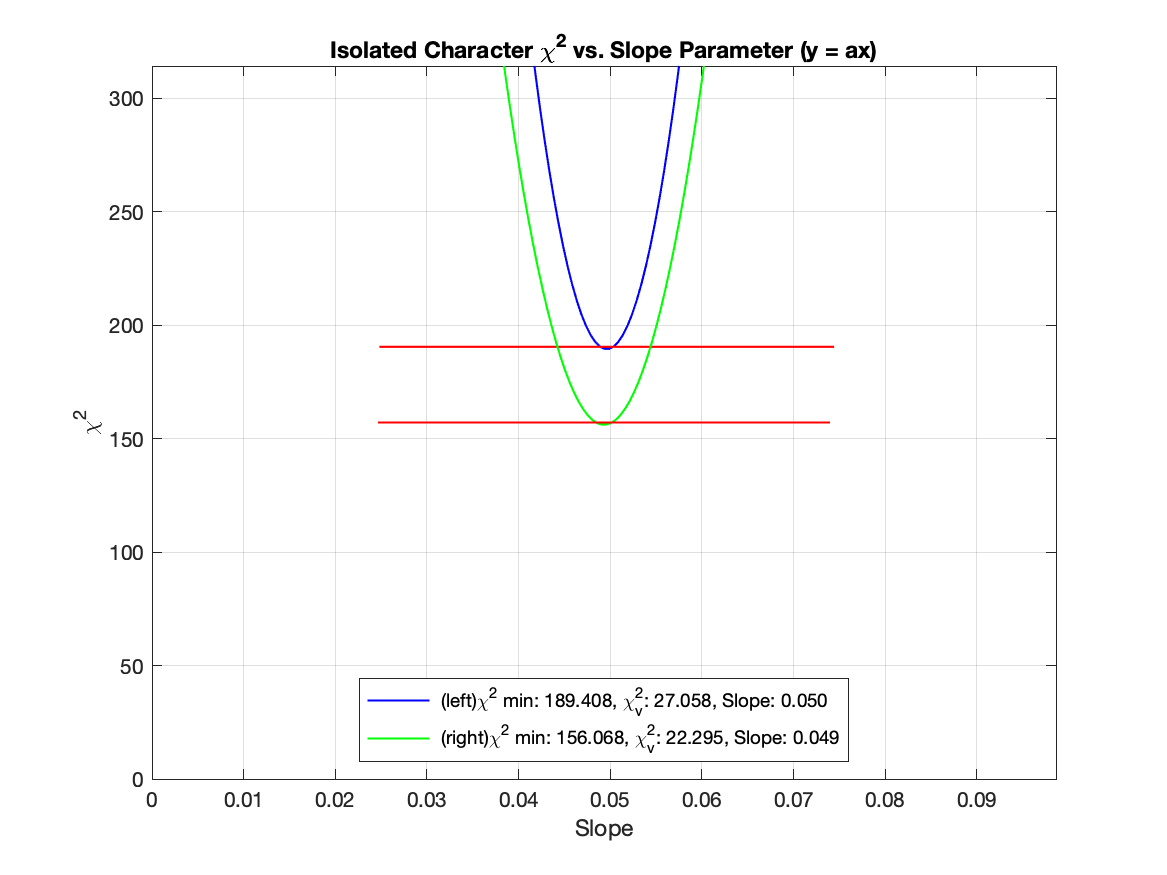 Isolated Character χ² vs. Slope Parameter (y = ax)
300
250
200
150
100
50
0
χ²
(left)χ² min: 189.408, χ²ᵥ: 27.058, Slope: 0.050
(right)χ² min: 156.068, χ²ᵥ: 22.295, Slope: 0.049
0 0.01 0.02 0.03 0.04 0.05 0.06 0.07 0.08 0.09
Slope